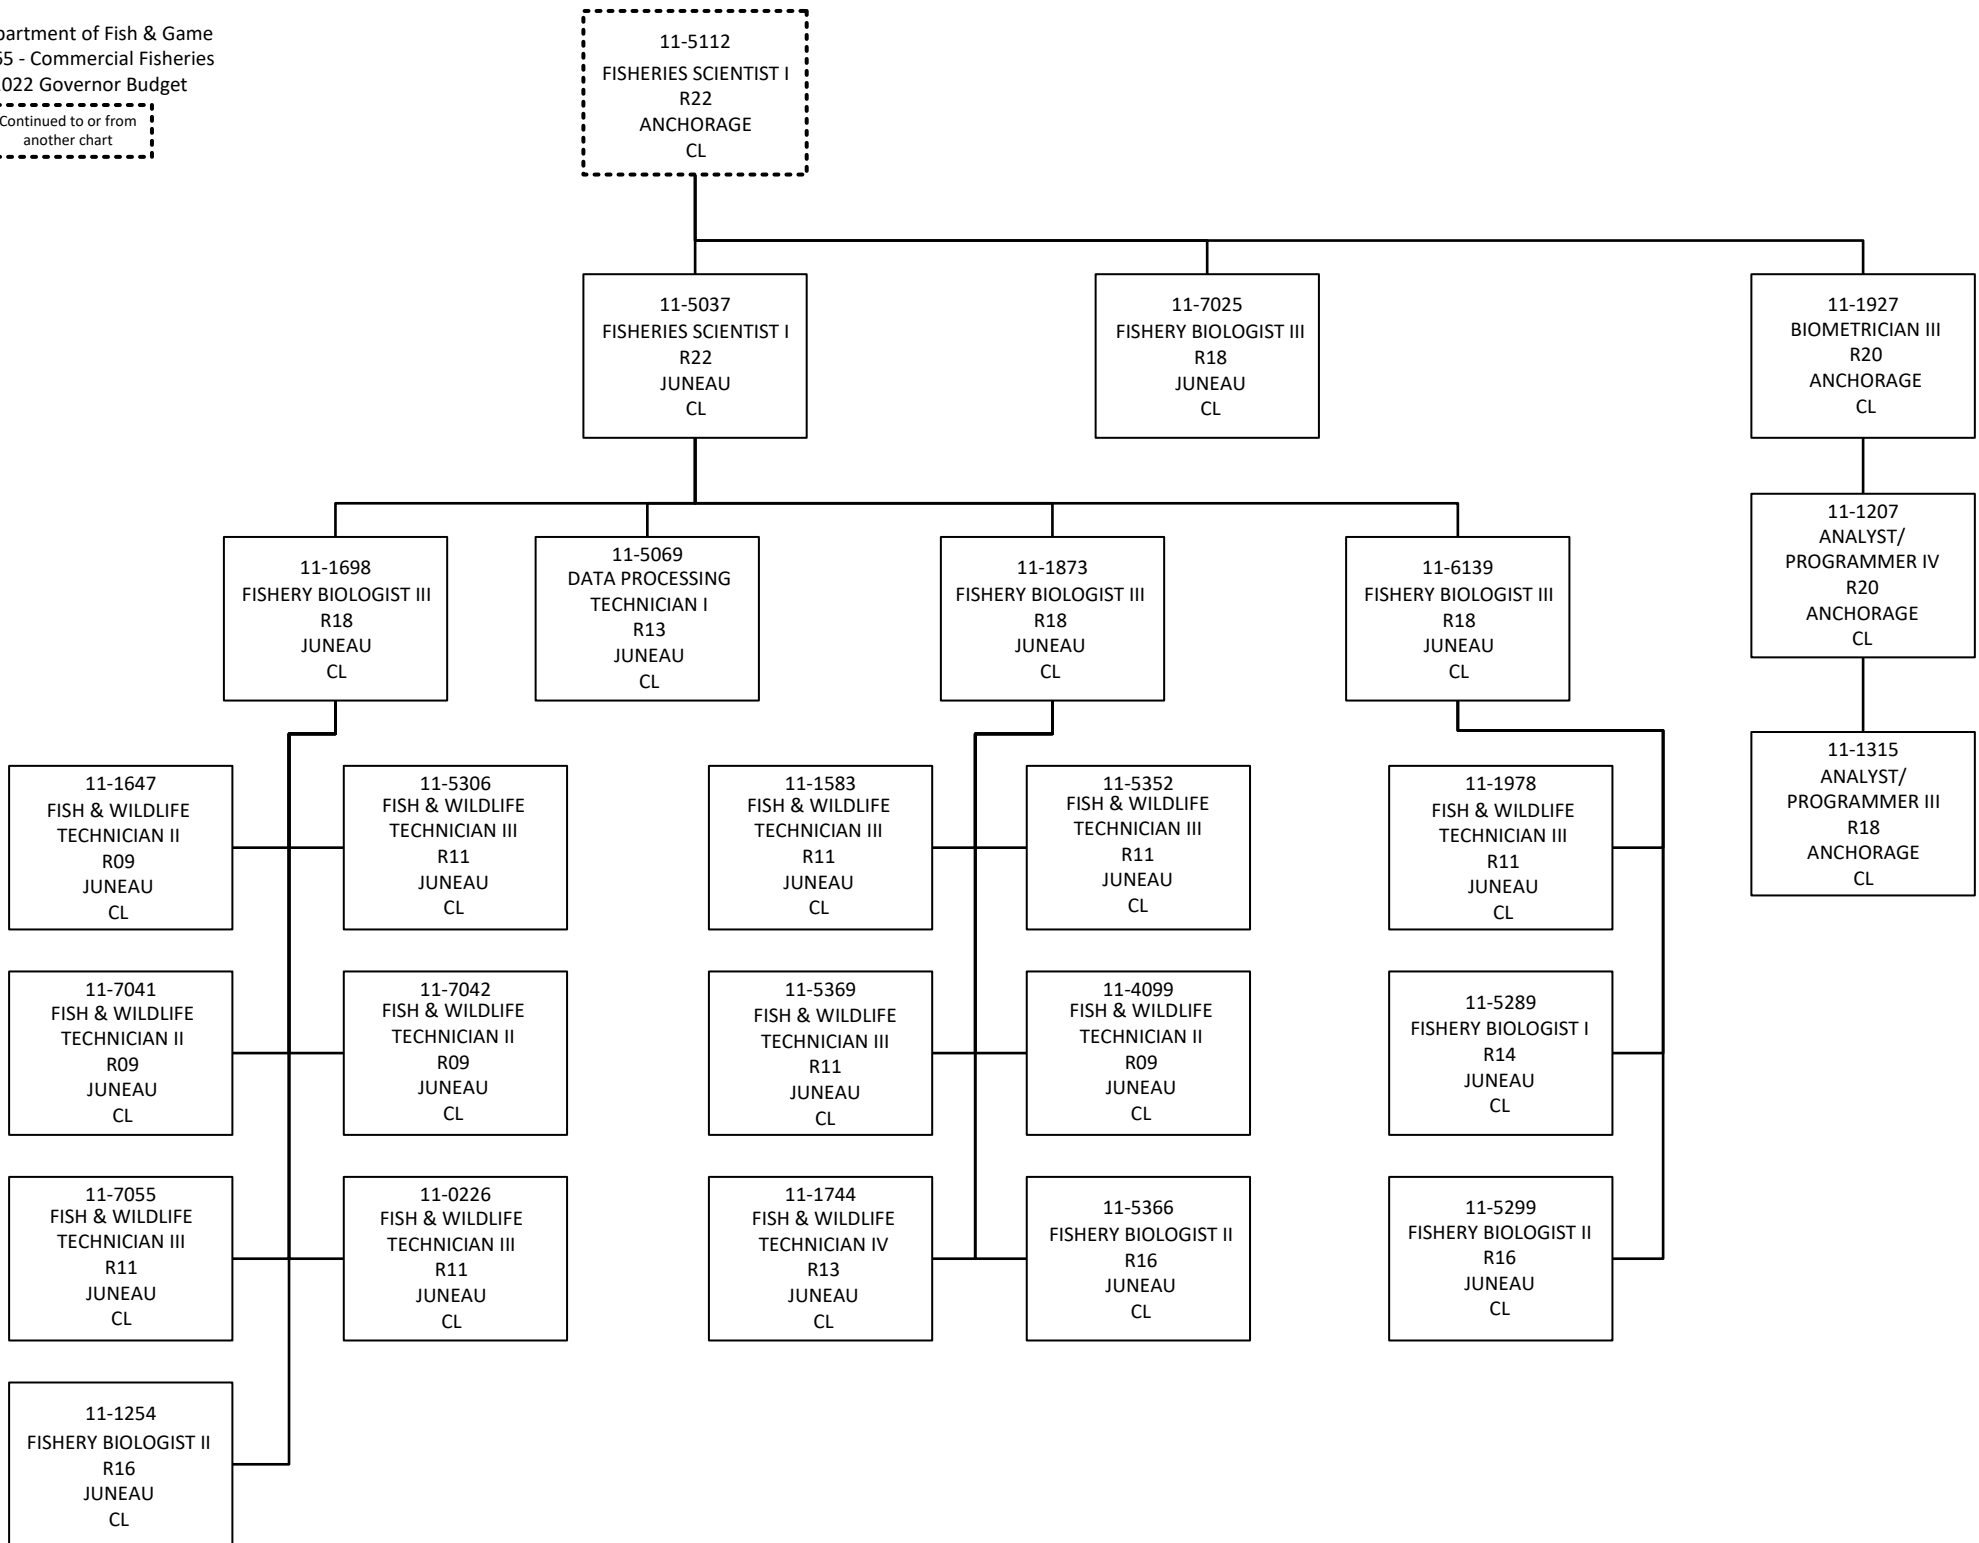 Fish & Game
- Commercial Fisheries
Governor Budget
Continued to or from
another chart
11-5112
FISHERIES SCIENTIST I
R22
ANCHORAGE
CL
11-5037
FISHERIES SCIENTIST I
R22
JUNEAU
CL
11-7025
FISHERY BIOLOGIST III
R18
JUNEAU
CL
11-1927
BIOMETRICIAN III
R20
ANCHORAGE
CL
11-1698
FISHERY BIOLOGIST III
R18
JUNEAU
CL
11-5069
DATA PROCESSING
TECHNICIAN I
R13
JUNEAU
CL
11-1873
FISHERY BIOLOGIST III
R18
JUNEAU
CL
11-6139
FISHERY BIOLOGIST III
R18
JUNEAU
CL
11-1207
ANALYST/
PROGRAMMER IV
R20
ANCHORAGE
CL
11-1647
FISH & WILDLIFE
TECHNICIAN II
R09
JUNEAU
CL
11-5306
FISH & WILDLIFE
TECHNICIAN III
R11
JUNEAU
CL
11-1583
FISH & WILDLIFE
TECHNICIAN III
R11
JUNEAU
CL
11-5352
FISH & WILDLIFE
TECHNICIAN III
R11
JUNEAU
CL
11-1978
FISH & WILDLIFE
TECHNICIAN III
R11
JUNEAU
CL
11-1315
ANALYST/
PROGRAMMER III
R18
ANCHORAGE
CL
11-7041
FISH & WILDLIFE
TECHNICIAN II
R09
JUNEAU
CL
11-7042
FISH & WILDLIFE
TECHNICIAN II
R09
JUNEAU
CL
11-5369
FISH & WILDLIFE
TECHNICIAN III
R11
JUNEAU
CL
11-4099
FISH & WILDLIFE
TECHNICIAN II
R09
JUNEAU
CL
11-5289
FISHERY BIOLOGIST I
R14
JUNEAU
CL
11-7055
FISH & WILDLIFE
TECHNICIAN III
R11
JUNEAU
CL
11-0226
FISH & WILDLIFE
TECHNICIAN III
R11
JUNEAU
CL
11-1744
FISH & WILDLIFE
TECHNICIAN IV
R13
JUNEAU
CL
11-5366
FISHERY BIOLOGIST II
R16
JUNEAU
CL
11-5299
FISHERY BIOLOGIST II
R16
JUNEAU
CL
11-1254
FISHERY BIOLOGIST II
R16
JUNEAU
CL